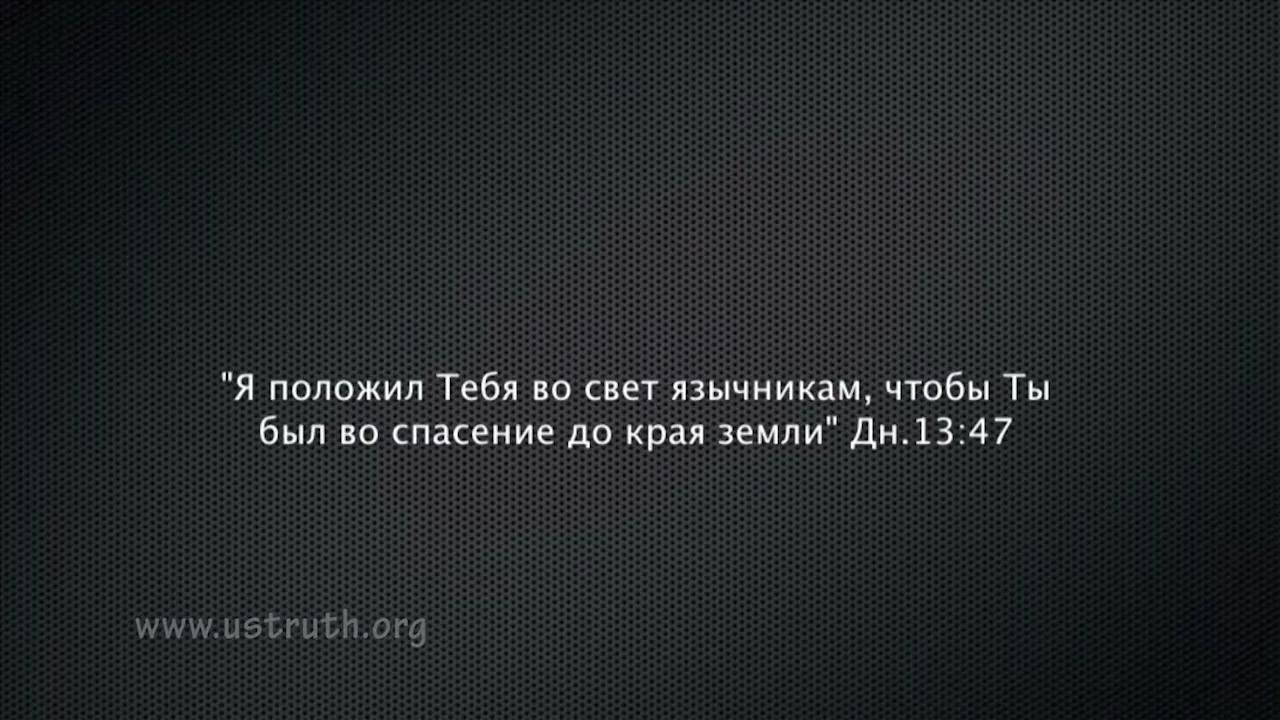 "Я положил Тебя во свет язычникам, чтобы Ты
был во спасение до края земли" Дн.13:47
www.ustruth.org